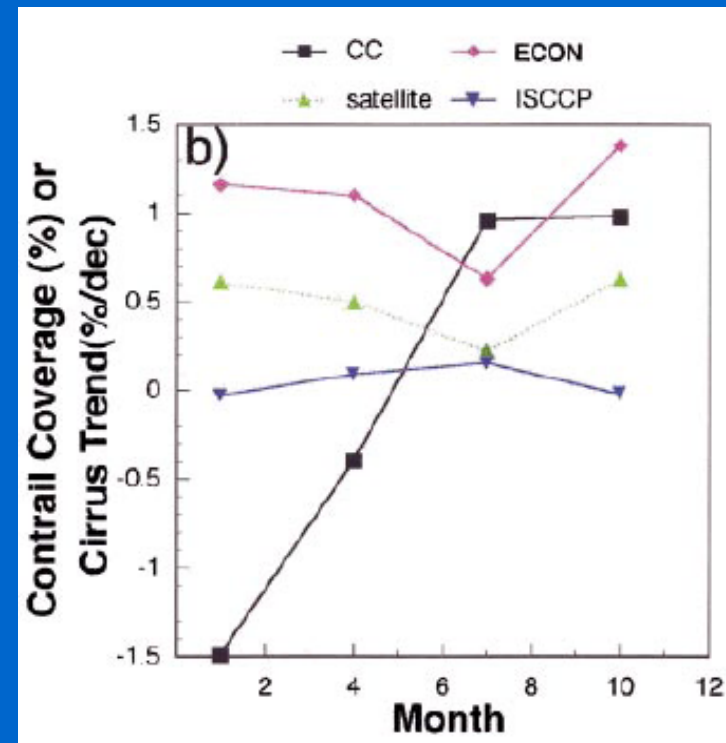 CC ECON
satellite ISCCP
b)
Contrail Coverage (%) or
Cirrus Trend(%/dec)
1.5
1
0.5
0
-0.5
-1
-1.5
2 4 6 8 10 12
Month